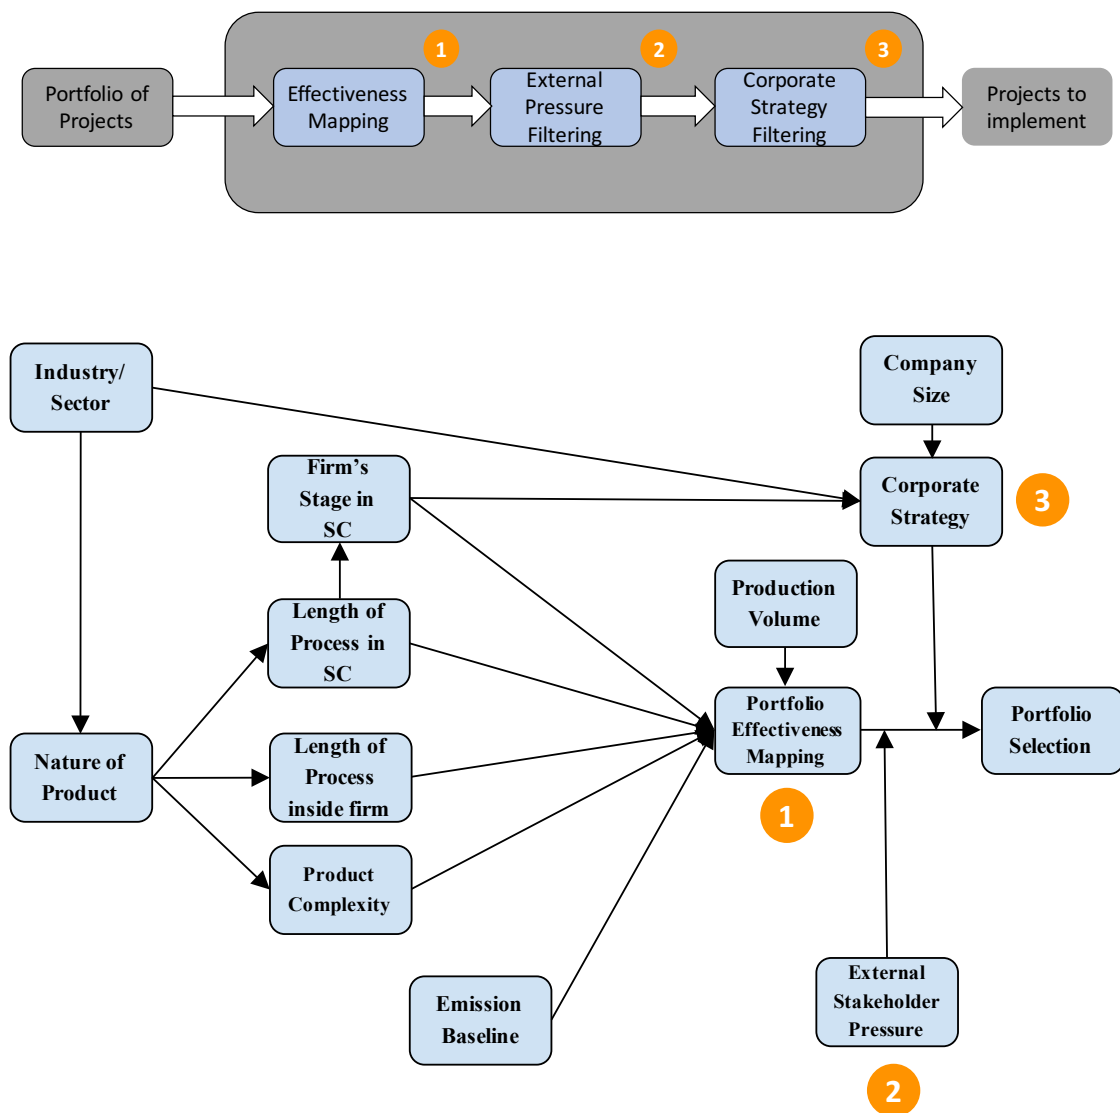 1
2
3
Portfolio of
Projects
Effectiveness
Mapping
External
Pressure
Filtering
Corporate
Strategy
Filtering
Projects to
implement
Industry/
Sector
Company
Size
Firm's
Stage in
SC
Corporate
Strategy
3
Production
Volume
Length of
Process in
SC
Portfolio
Effectiveness
Mapping
Portfolio
Selection
Nature of
Product
Length of
Process
inside firm
1
Product
Complexity
Emission
Baseline
External
Stakeholder
Pressure
2